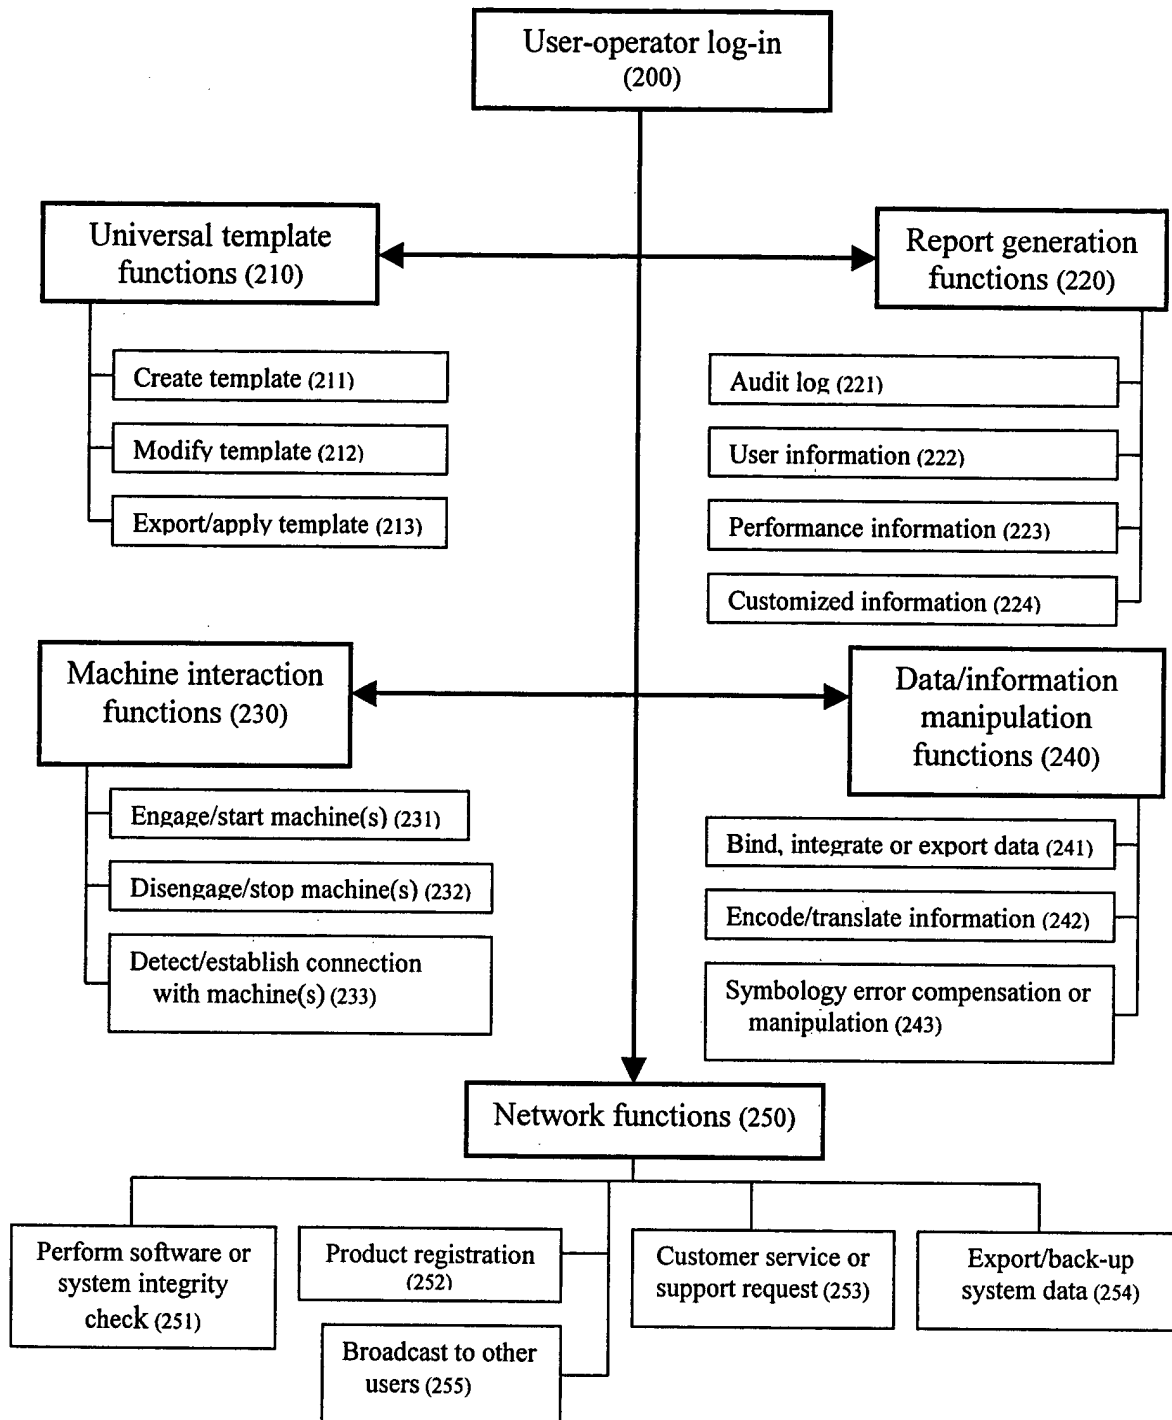 User-operator log-in
(200)
Universal template
functions (210)
Report generation
functions (220)
Create template (211)
Modify template (212)
Export/apply template (213)
Audit log (221)
User information (222)
Performance information (223)
Customized information (224)
Machine interaction
functions (230)
Data/information
manipulation
functions (240)
Engage/start machine(s) (231)
Disengage/stop machine(s) (232)
Detect/establish connection
with machine(s) (233)
Bind, integrate or export data (241)
Encode/translate information (242)
Symbology error compensation or
manipulation (243)
Network functions (250)
Perform software or
system integrity
check (251)
Product registration
(252)
Customer service or
support request (253)
Export/back-up
system data (254)
Broadcast to other
users (255)